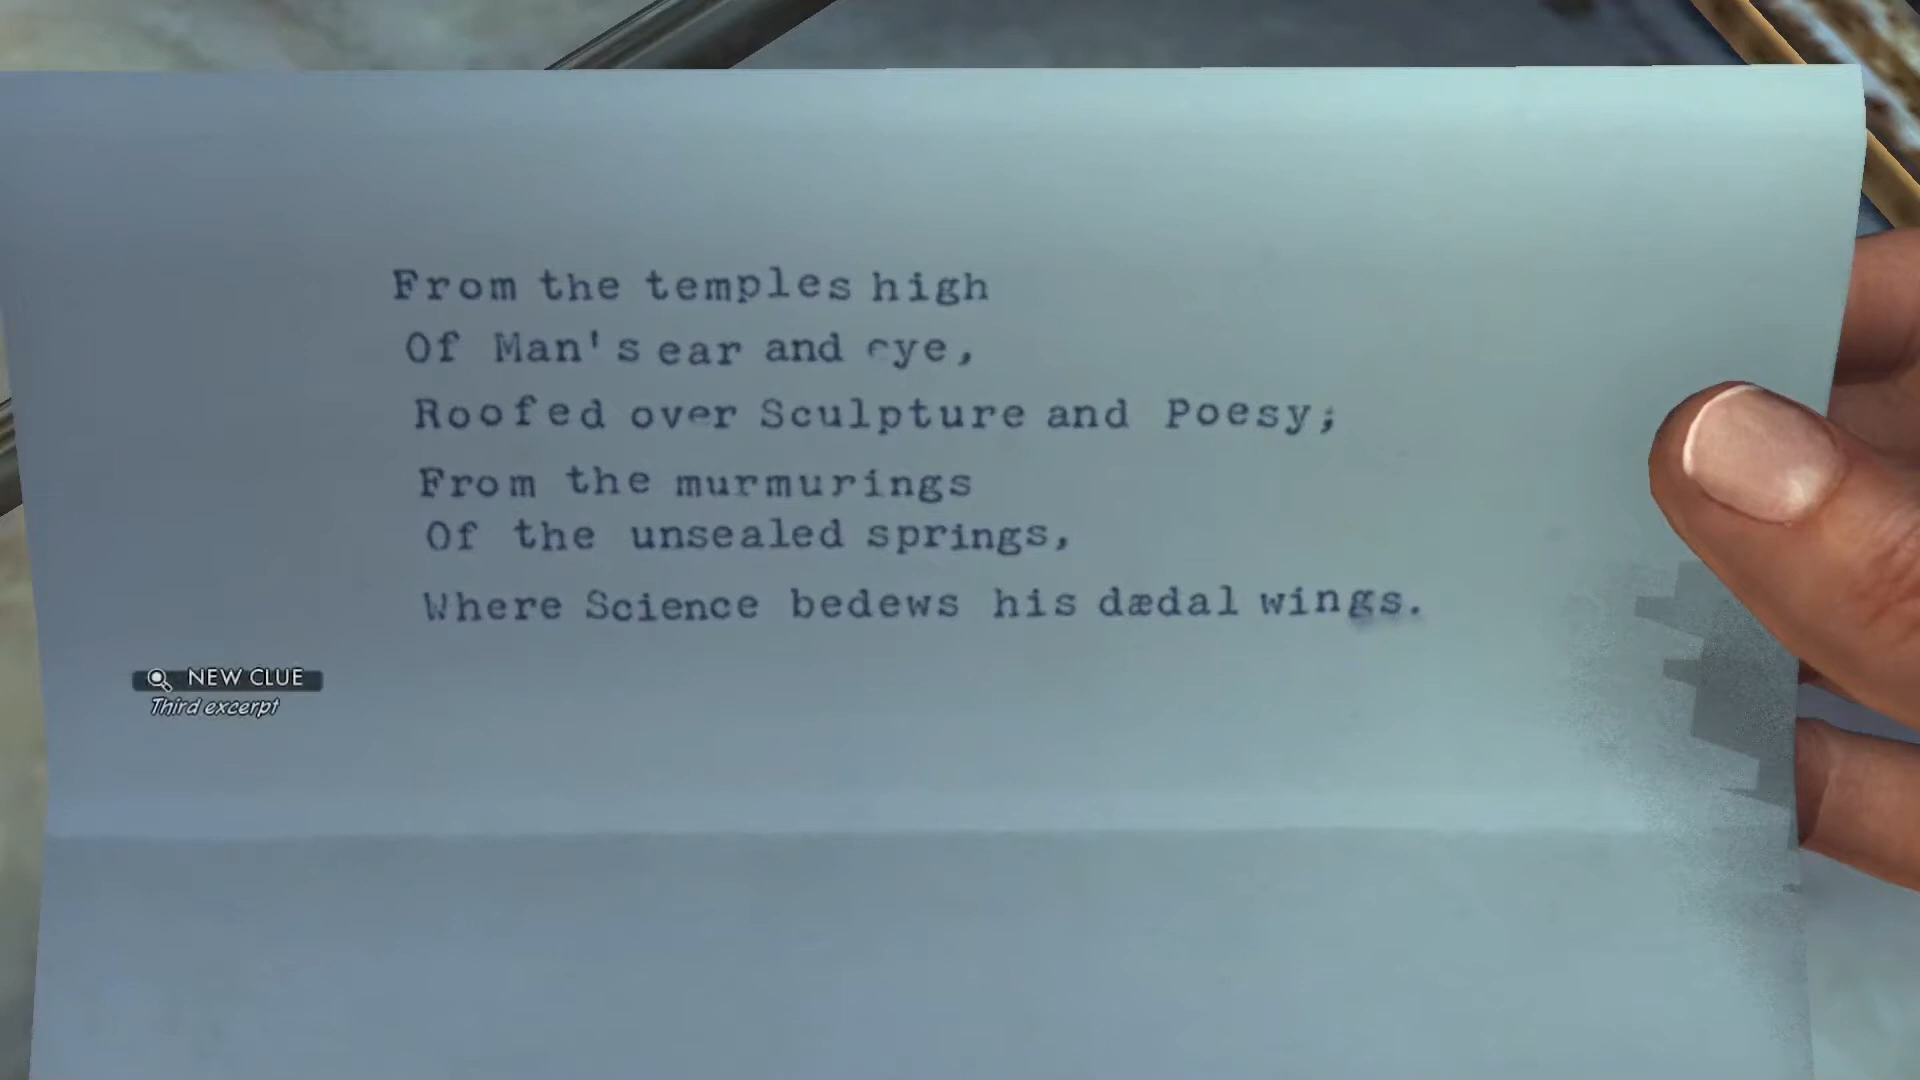 From the temples high
Of Man's ear and eye,
Roofed over Sculpture and Poesy;
From the murmurings
Of the unsealed springs,
Where Science bedews his dædal wings.
NEW CLUE
Third excerpt